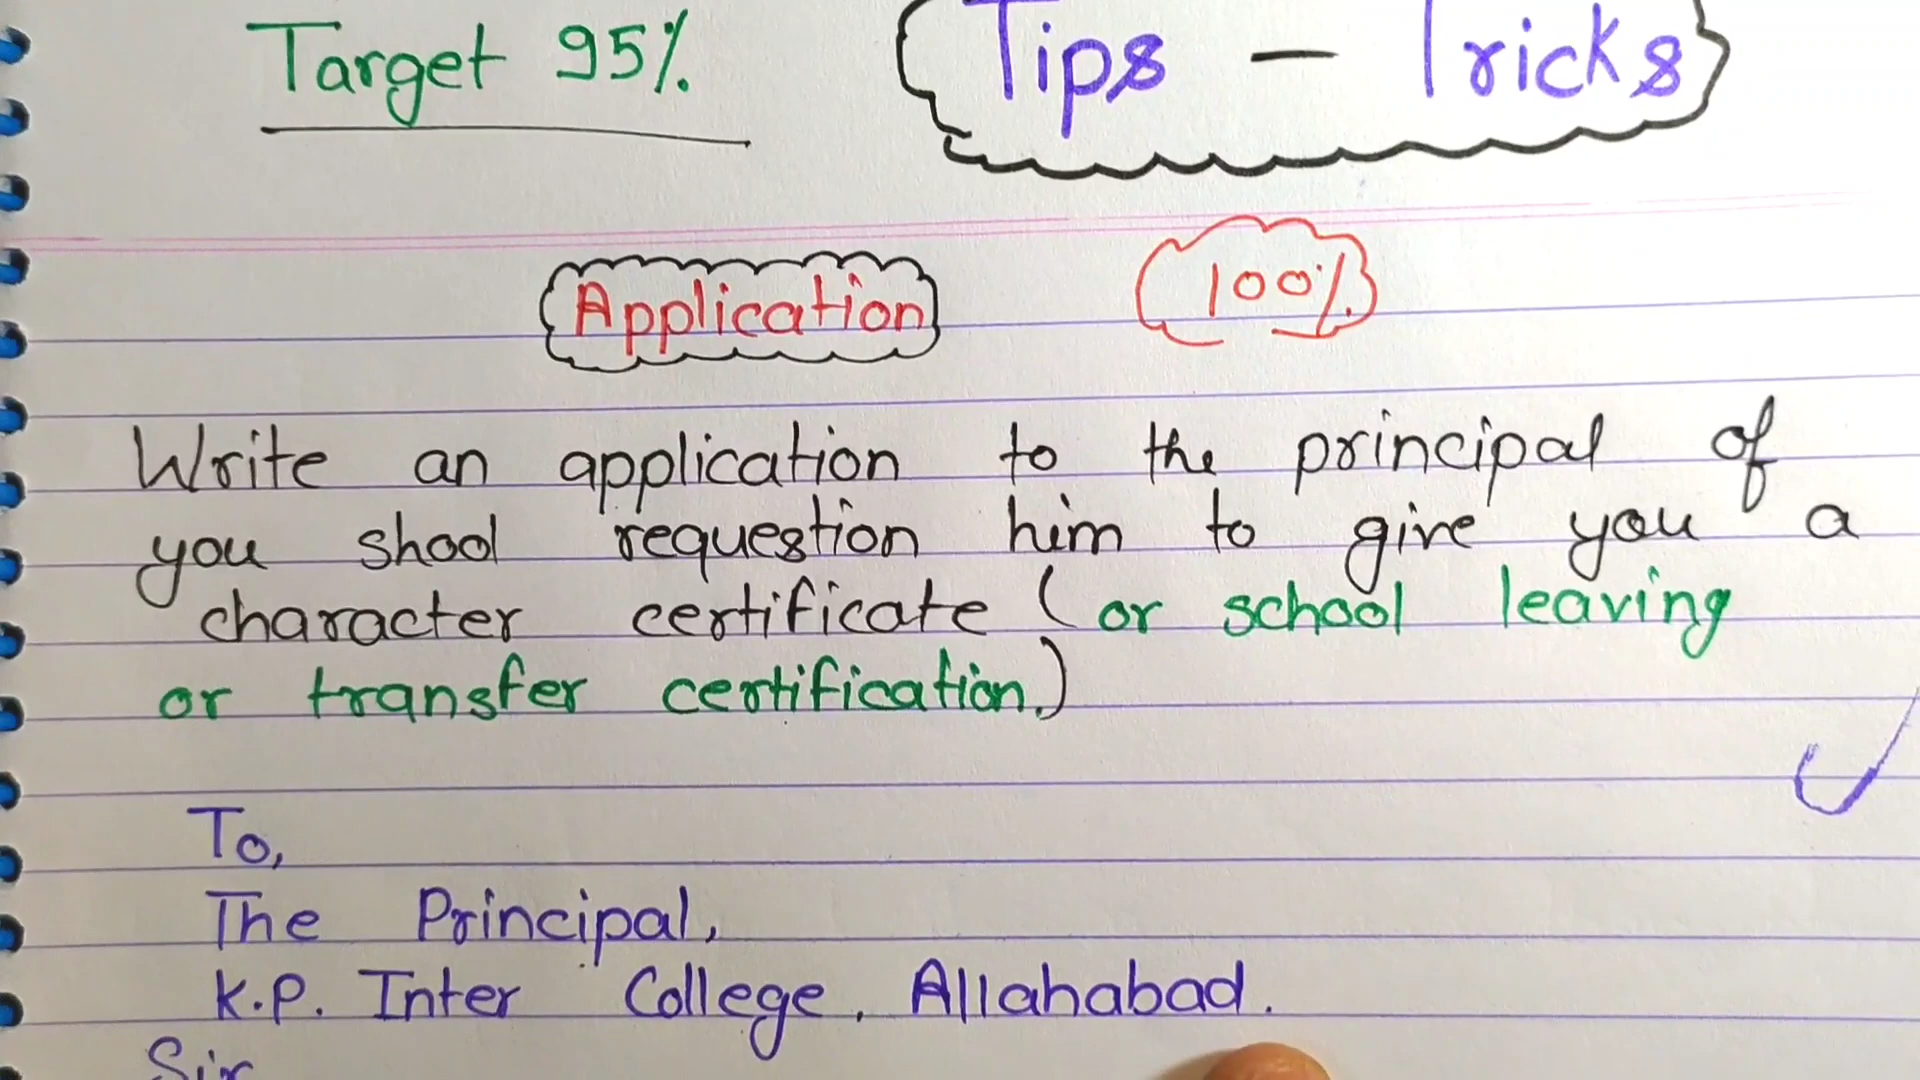 Target 95%
Tips - Tricks
Application
100%
Write an application to the principal of
you shool requestion him to give you a
character certificate (or school leaving
or transfer certification.)
To,
The Principal,
K.P. Inter College, Allahabad.
Sir